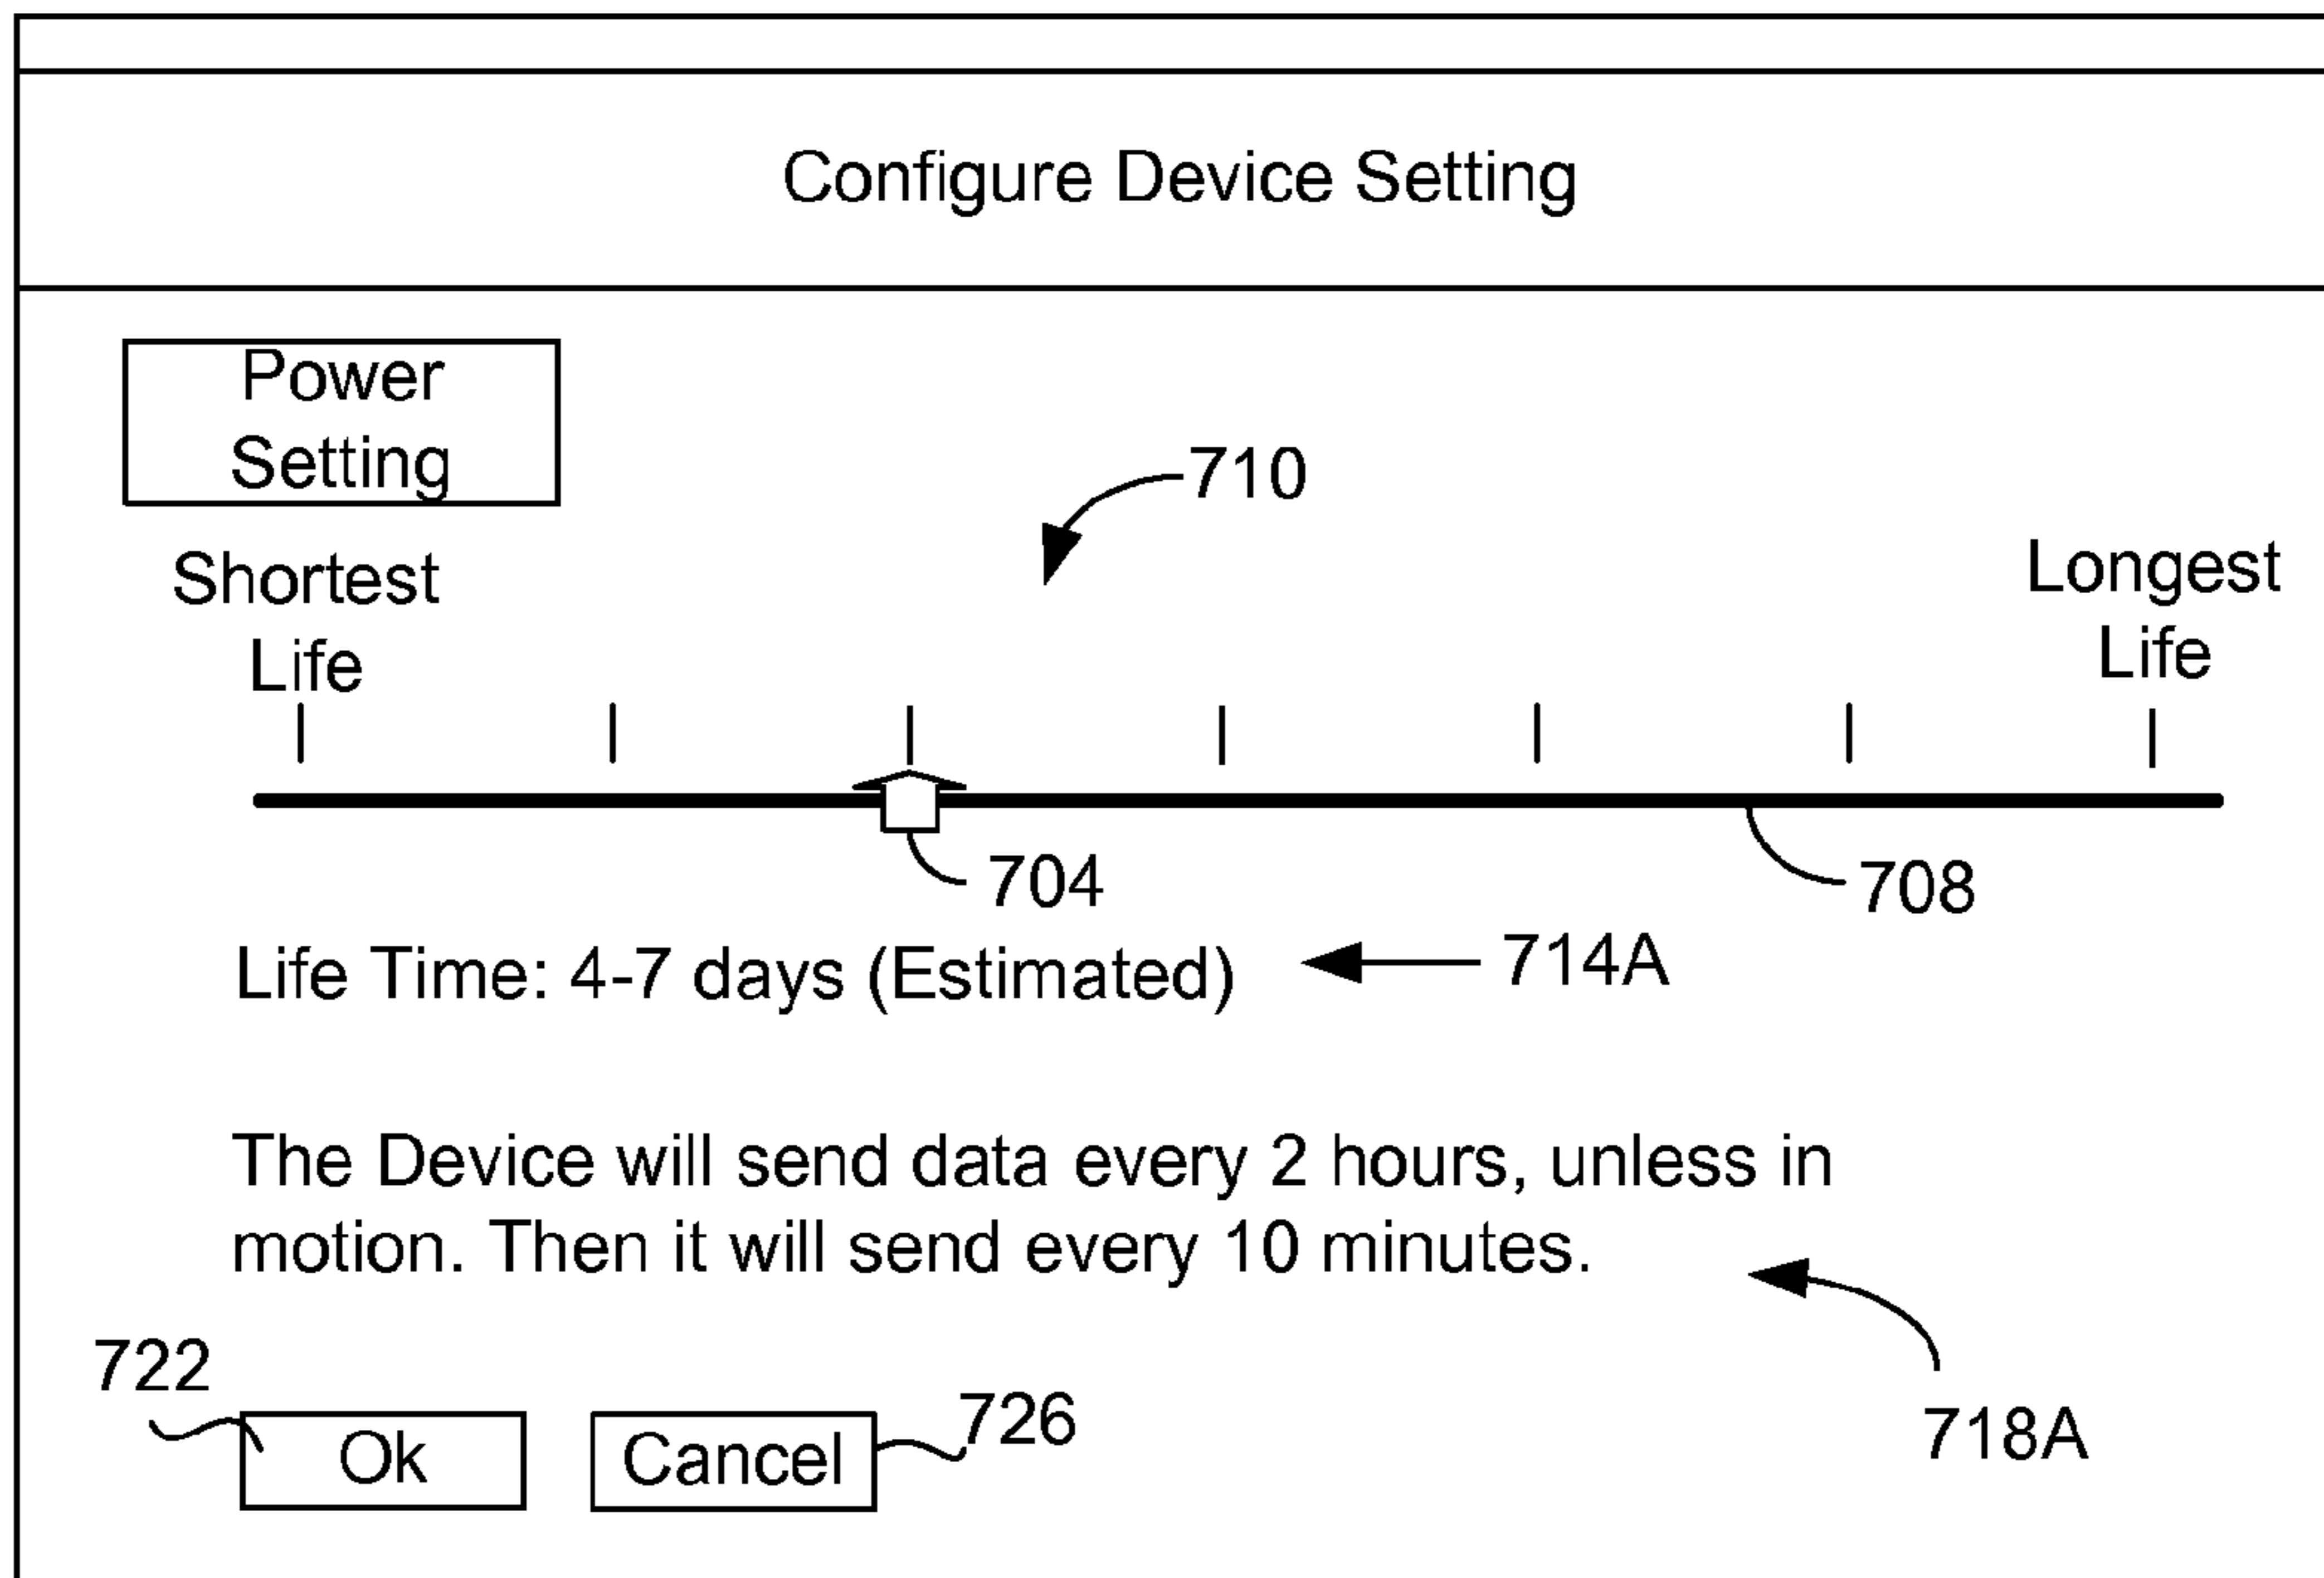 Configure Device Setting
Power
Setting
710
Shortest
Life
Longest
Life
704
708
Life Time: 4-7 days (Estimated)
714A
The Device will send data every 2 hours, unless in
motion. Then it will send every 10 minutes.
718A
722
Ok
Cancel
726